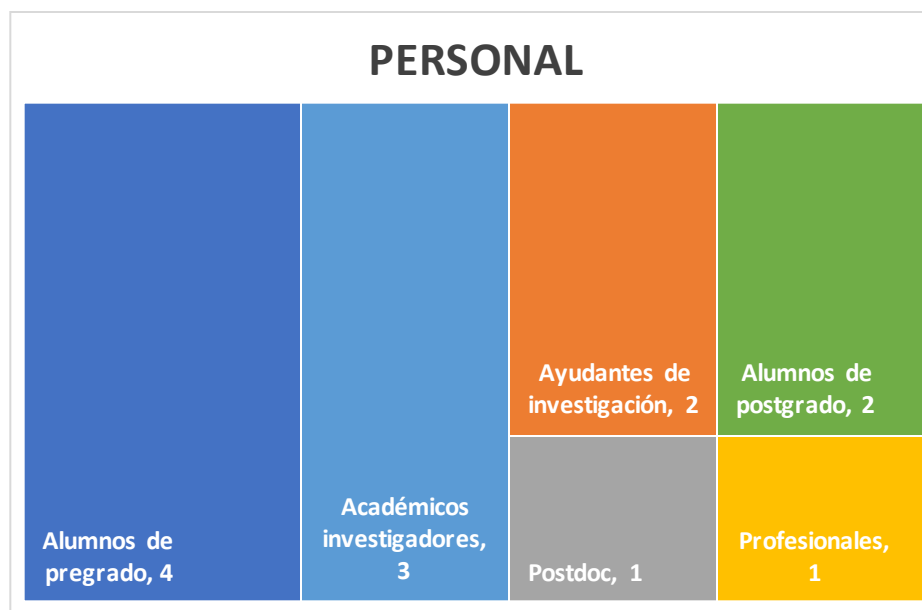 PERSONAL
Ayudantes de
investigación, 2
Alumnos de
postgrado, 2
Alumnos de
pregrado, 4
Académicos
investigadores,
3
Postdoc, 1
Profesionales,
1